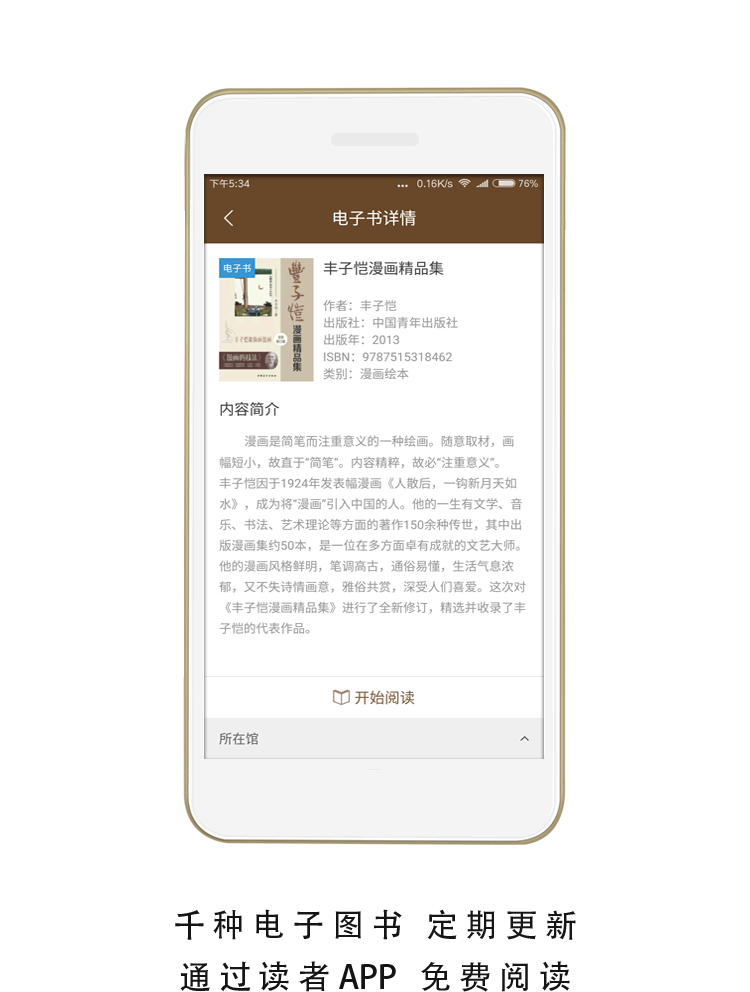 下午5:34
... 0.16K/s 76%
电子书详情
电子书
豐子恺
漫画精品集
《漫画的技法》
丰子恺漫画精品集
作者：丰子恺
出版社：中国青年出版社
出版年：2013
ISBN：9787515318462
类别：漫画绘本
内容简介
漫画是简笔而注重意义的一种绘画。随意取材，画
幅短小，故直于“简笔”。内容精粹，故必“注重意义”。
丰子恺因于1924年发表幅漫画《人散后，一钩新月天如
水》，成为将“漫画”引入中国的人。他的一生有文学、音
乐、书法、艺术理论等方面的著作150余种传世，其中出
版漫画集约50本，是一位在多方面卓有成就的文艺大师。
他的漫画风格鲜明，笔调高古，通俗易懂，生活气息浓
郁，又不失诗情画意，雅俗共赏，深受人们喜爱。这次对
《丰子恺漫画精品集》进行了全新修订，精选并收录了丰
子恺的代表作品。
开始阅读
所在馆
千种电子图书 定期更新
通过读者APP 免费阅读